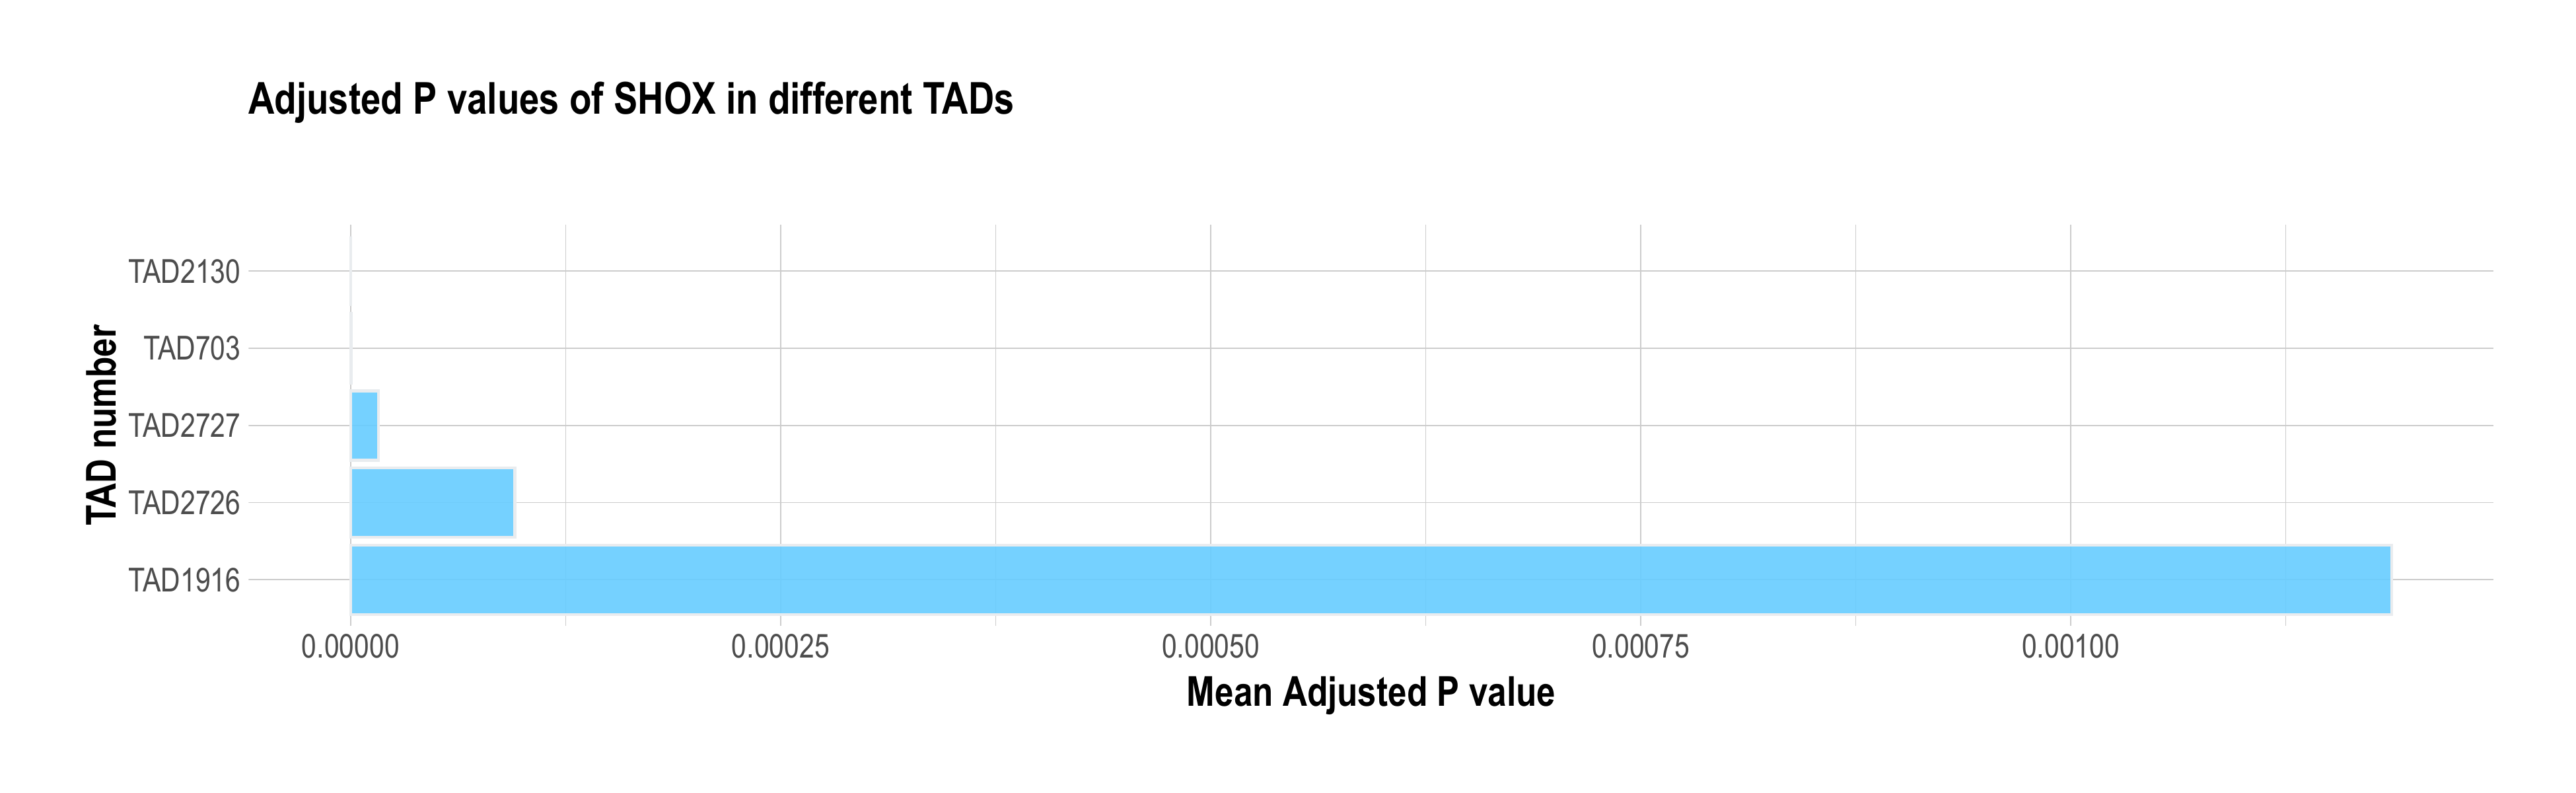 Adjusted P values of SHOX in different TADs
TAD number
TAD2130
TAD703
TAD2727
TAD2726
TAD1916
0.00000 0.00025 0.00050 0.00075 0.00100
Mean Adjusted P value